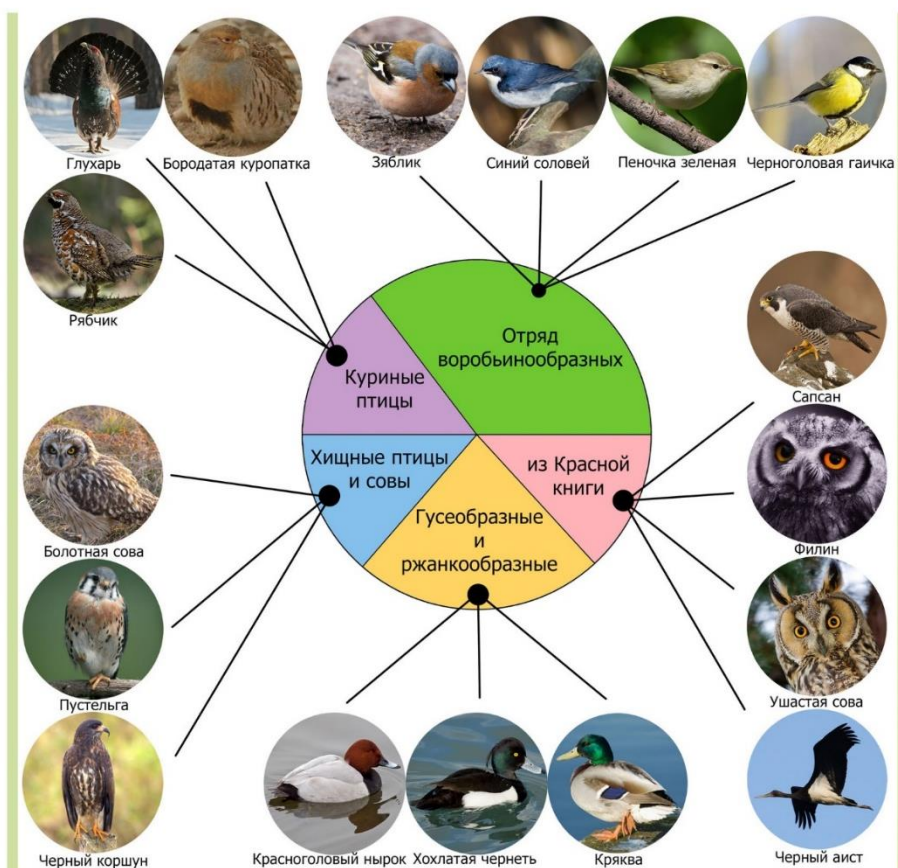 Глухарь
Бородатая куропатка
Зяблик
Синий соловей
Пеночка зеленая
Черноголовая гаичка
Рябчик
Отряд
воробьинообразных
Куриные
птицы
Сапсан
Хищные птицы
и совы
из Красной
книги
Гусеобразные
и
ржанкообразные
Болотная сова
Филин
Пустельга
Ушастая сова
Черный коршун
Красноголовый нырок
Хохлатая чернеть
Кряква
Черный аист